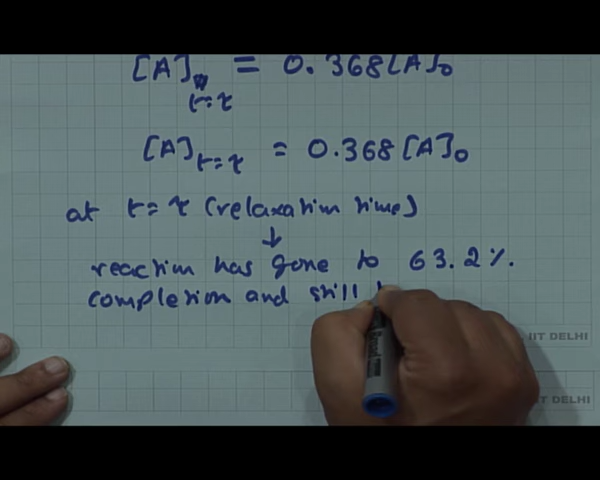 [A] = 0.368[A]₀
t=τ
[A]t=τ = 0.368[A]₀
at t=τ (relaxation time)
↓
reaction has gone to 63.2%.
completion and still
IIT DELHI
IIT DELHI